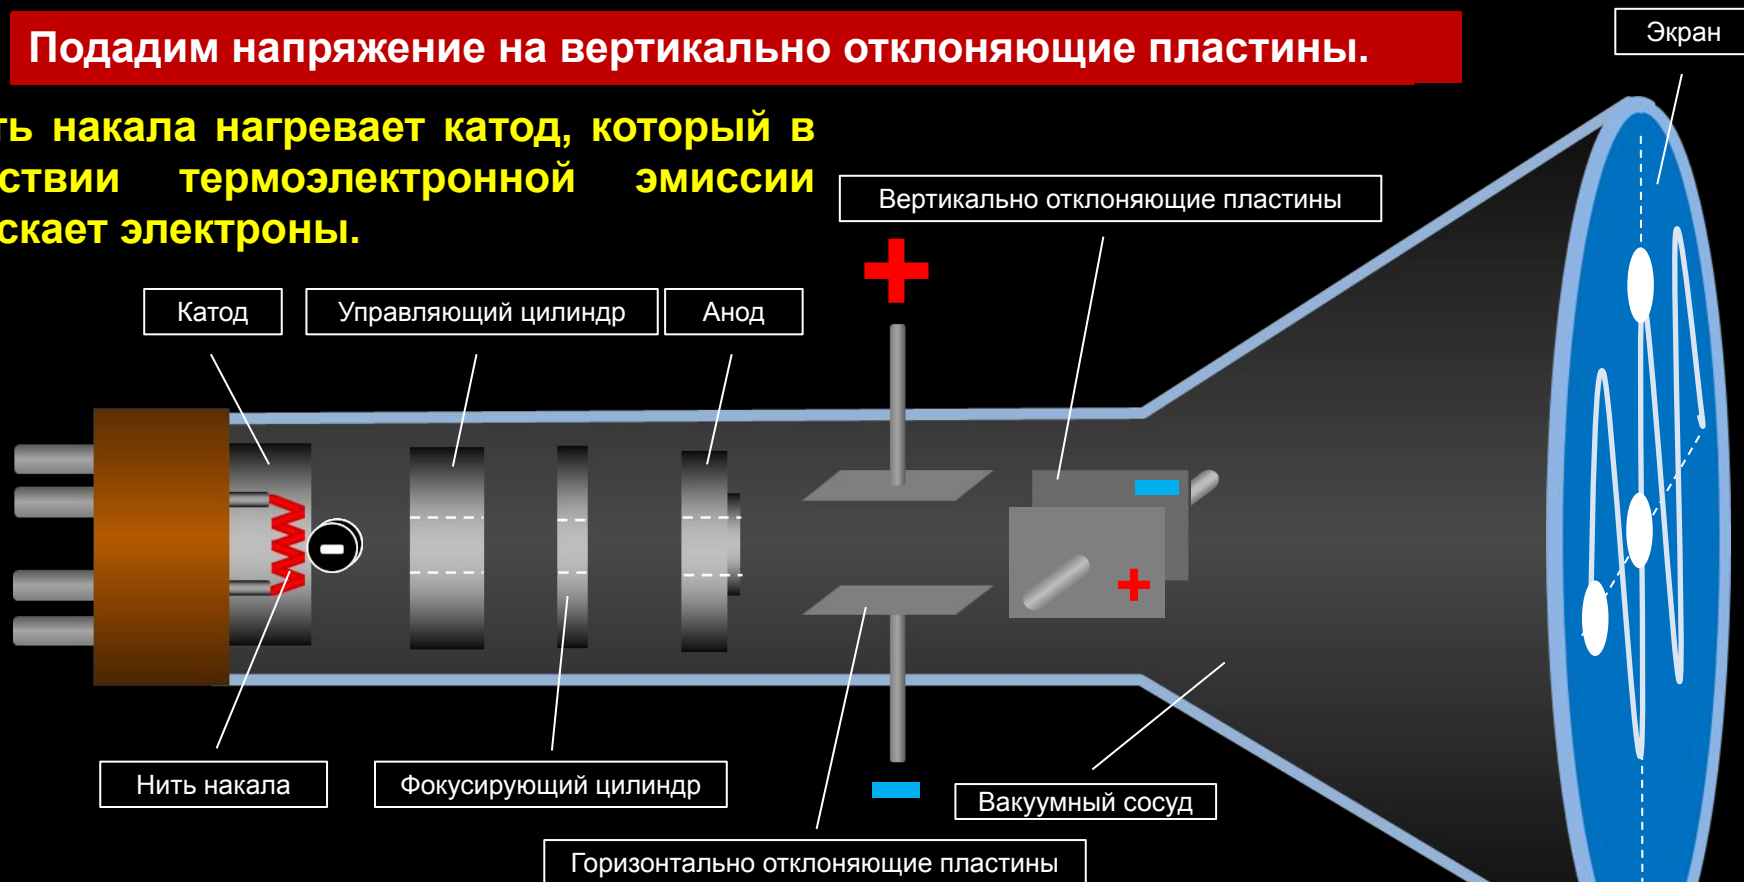 Подадим напряжение на вертикально отклоняющие пластины.
Экран
ть накала нагревает катод, который в
ствии термоэлектронной эмиссии
скает электроны.
Вертикально отклоняющие пластины
Катод
Управляющий цилиндр
Анод
Нить накала
Фокусирующий цилиндр
Вакуумный сосуд
Горизонтально отклоняющие пластины